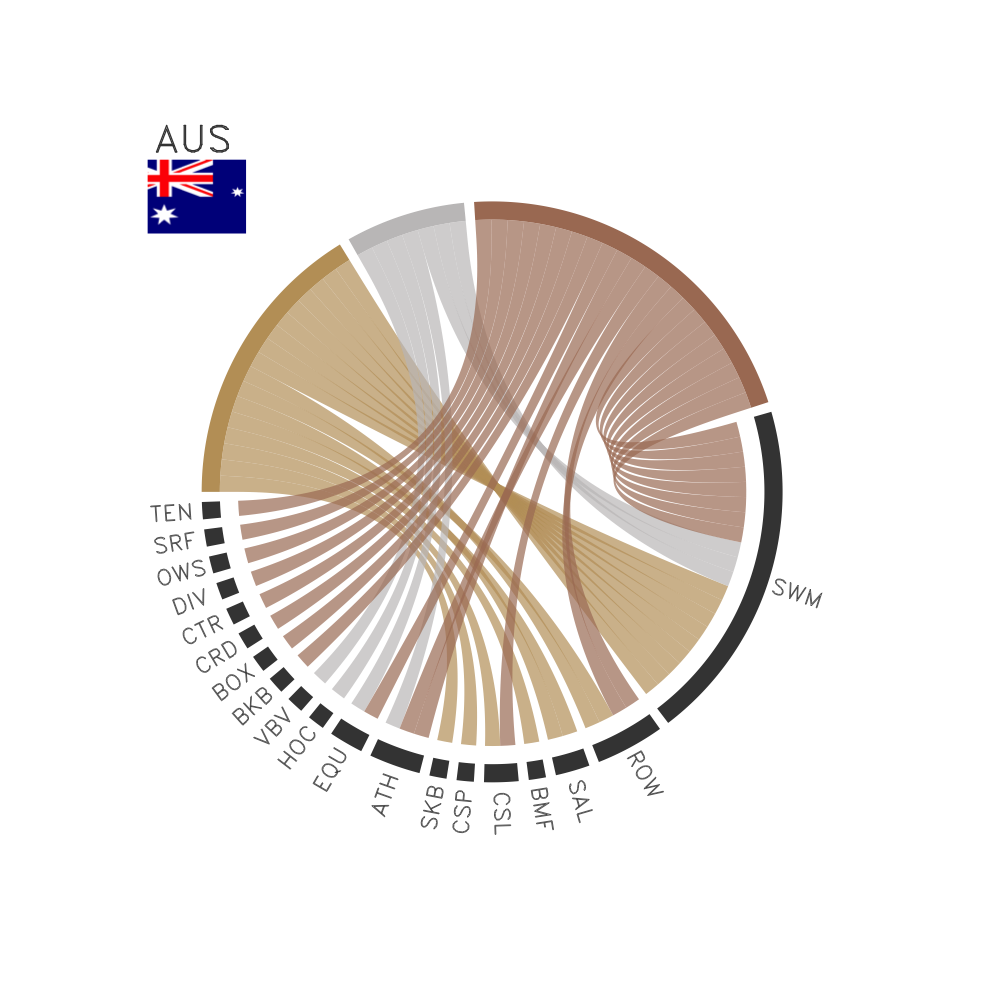 AUS
TEN
SRF
OWS
DIV
CTR
CRD
BOX
BKB
VBV
HOC
EQU
ATH
SKB
CSP
CSL
BMF
SAL
ROW
SWM